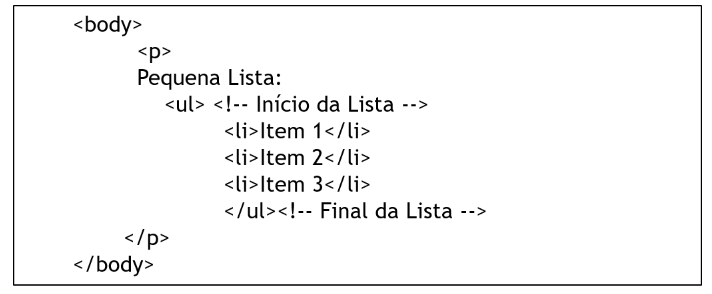 <body>
<p>
Pequena Lista:
<ul> <!-- Início da Lista -->
<li>Item 1</li>
<li>Item 2</li>
<li>Item 3</li>
</ul><!-- Final da Lista -->
</p>
</body>